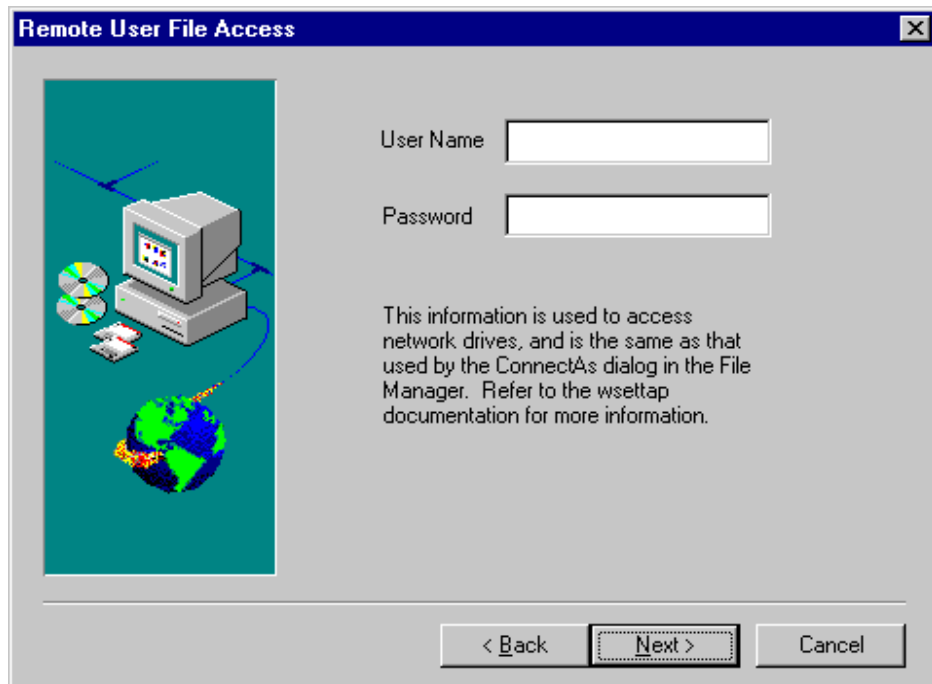 Remote User File Access
User Name
Password
This information is used to access
network drives, and is the same as that
used by the ConnectAs dialog in the File
Manager.  Refer to the wsettap
documentation for more information.
< Back
Next >
Cancel